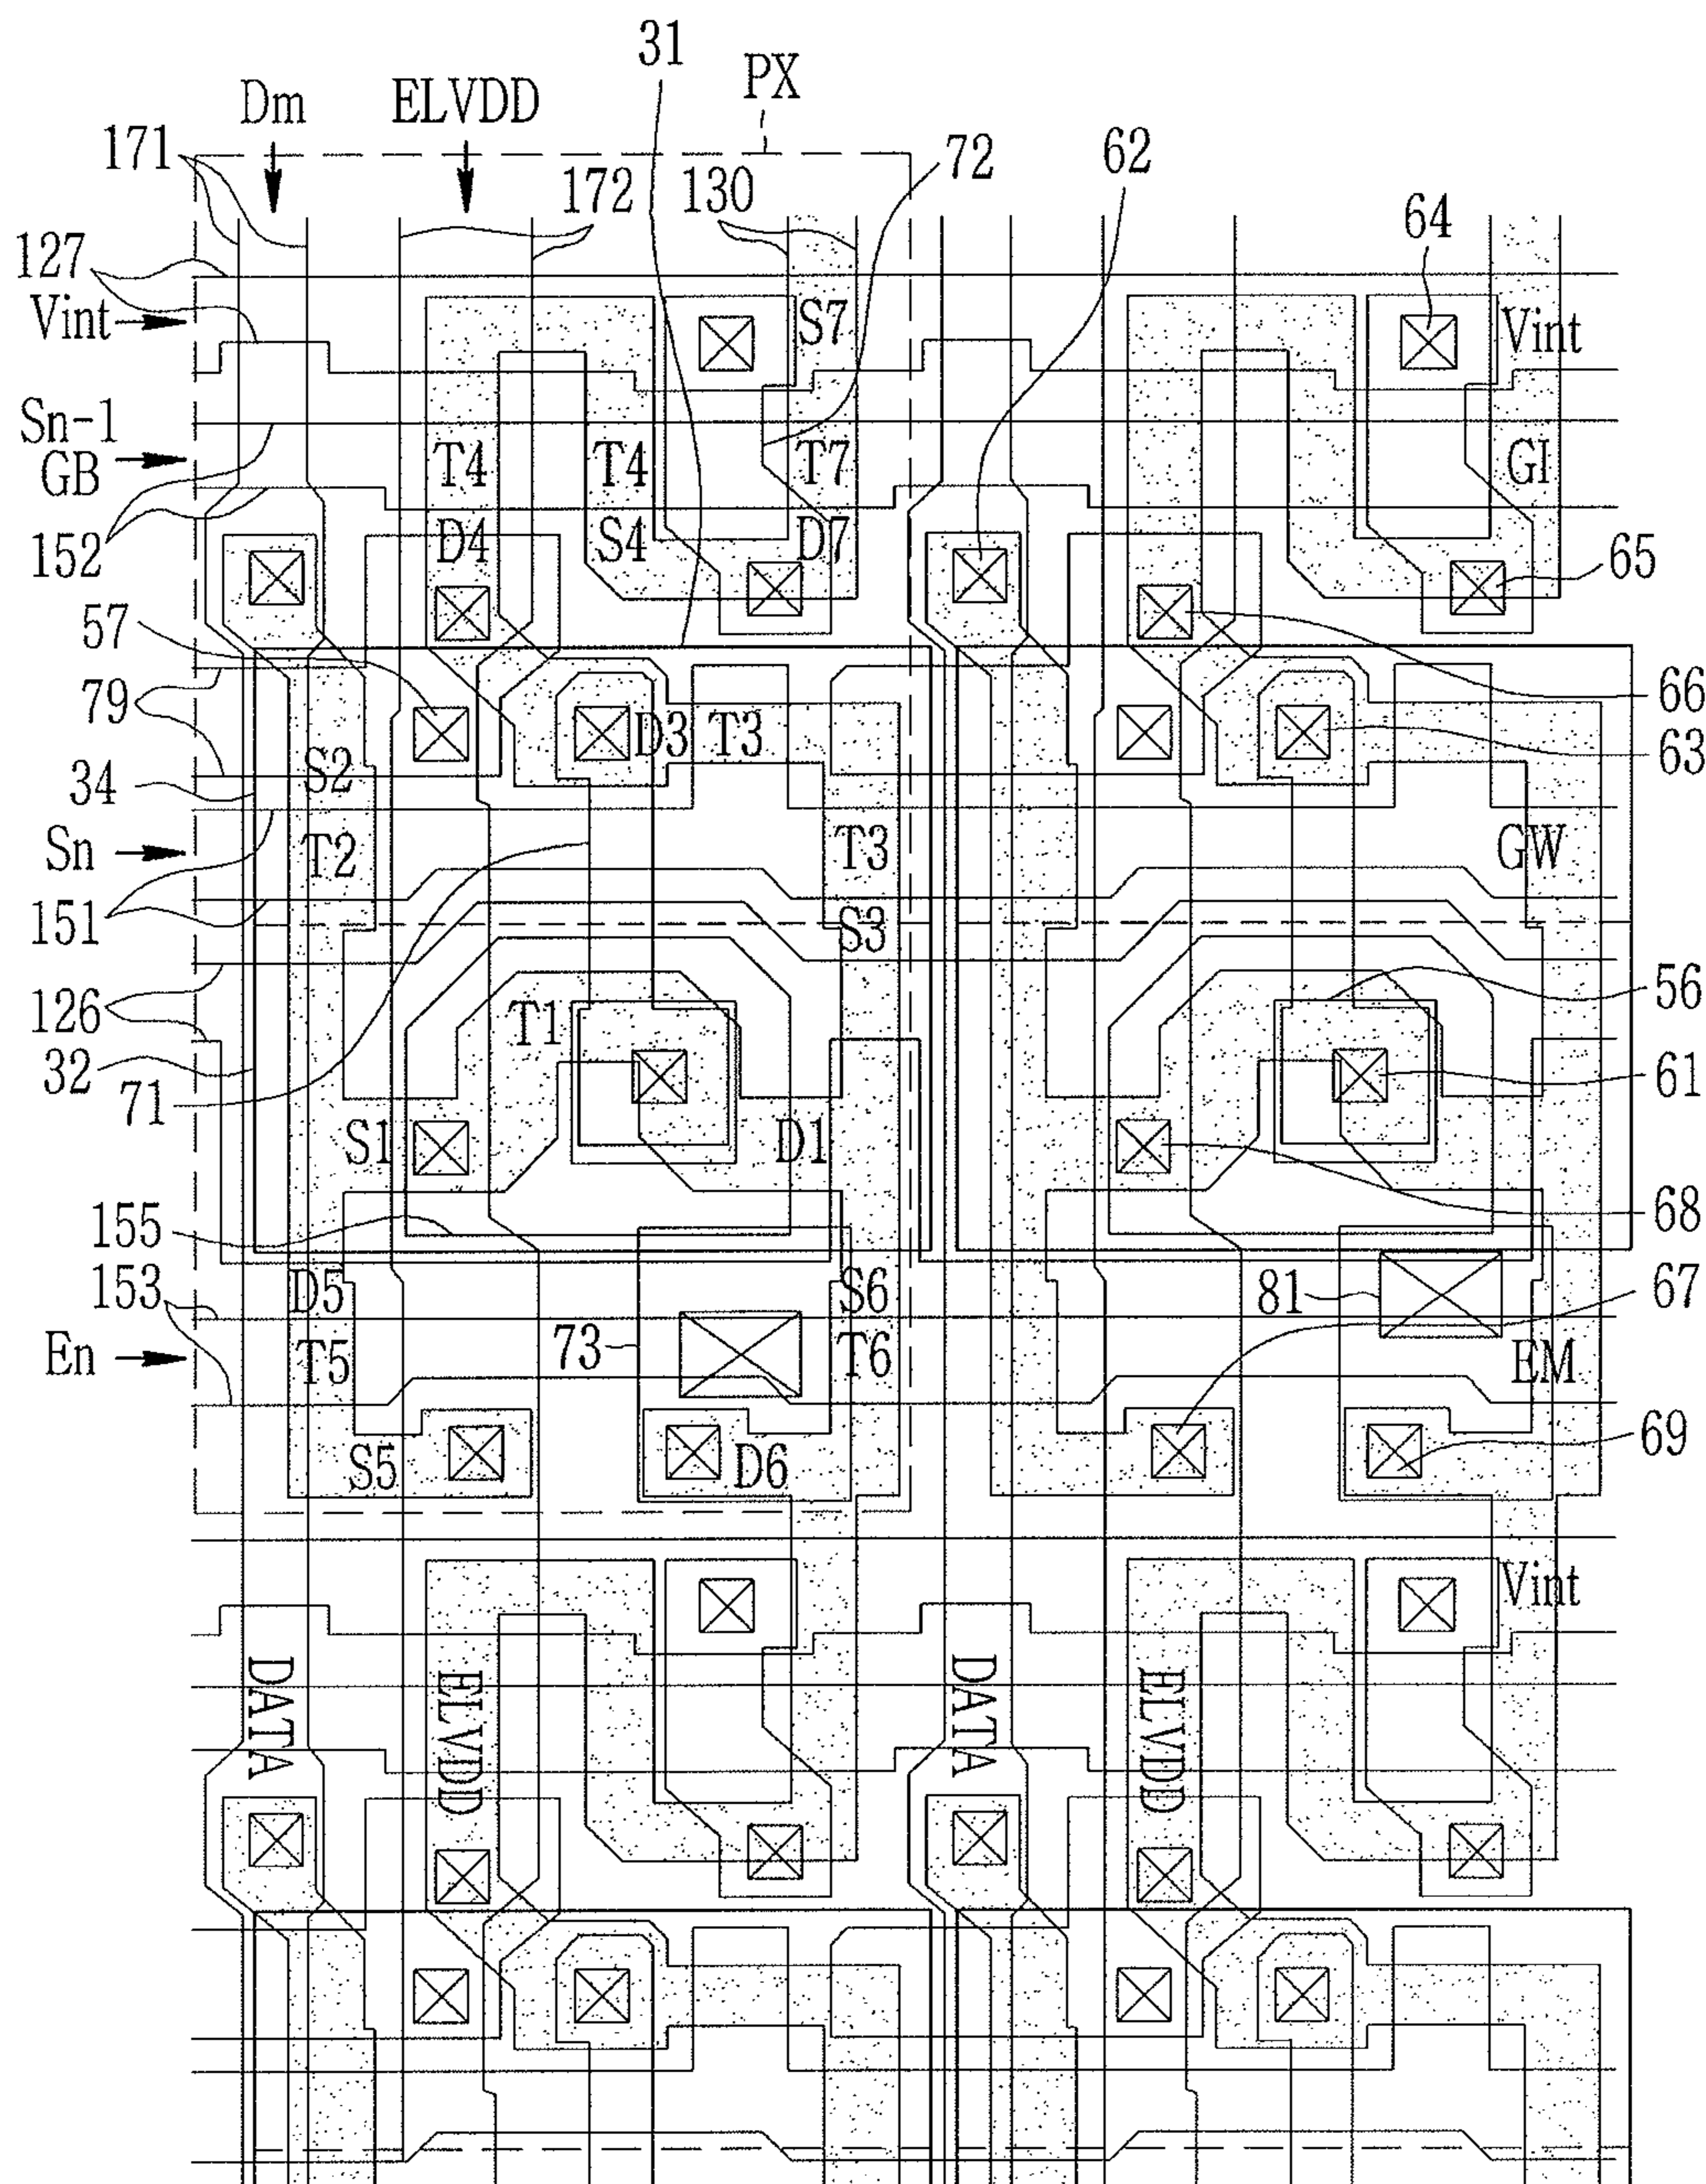 31
PX
Dm
ELVDD
171
72
62
172
130
64
127
Vint
S7
Vint
Sn-1
GB
T4
T4
T7
GI
152
D4
S4
D7
65
57
66
79
D3
T3
63
34
S2
Sn
T2
T3
GW
151
S3
126
T1
56
32
71
61
S1
D1
155
68
153
D5
S6
81
67
En
T5
73
T6
EM
S5
D6
69
Vint
DATA
ELVDD
DATA
ELVDD